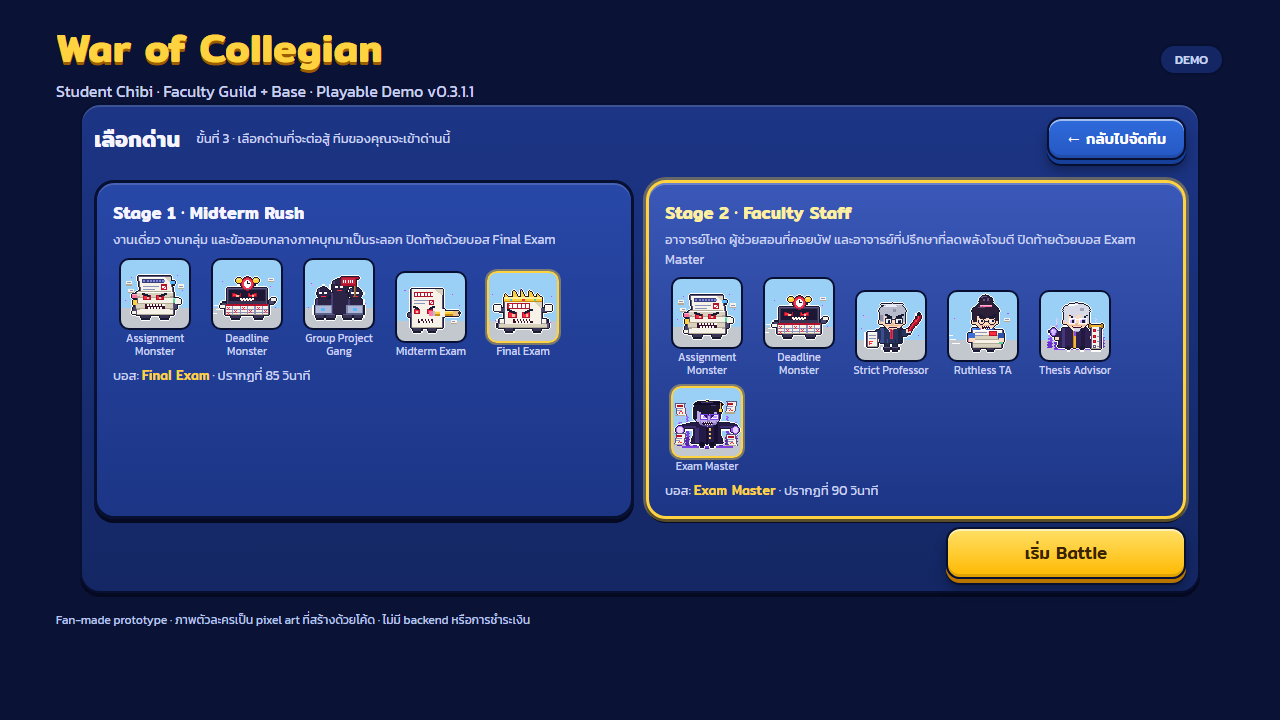 War of Collegian
DEMO
Student Chibi · Faculty Guild + Base · Playable Demo v0.3.1.1
เลือกด่าน
ขั้นที่ 3 · เลือกด่านที่จะต่อสู้ ทีมของคุณจะเข้าด่านนี้
← กลับไปจัดทีม
Stage 1 · Midterm Rush
งานเดี่ยว งานกลุ่ม และข้อสอบกลางภาคบุกมาเป็นระลอก ปิดท้ายด้วยบอส Final Exam
Assignment
Monster
Deadline
Monster
Group Project
Gang
Midterm Exam
Final Exam
บอส: Final Exam · ปรากฏที่ 85 วินาที
Stage 2 · Faculty Staff
อาจารย์โหด ผู้ช่วยสอนที่คอยบัฟ และอาจารย์ที่ปรึกษาที่ลดพลังโจมตี ปิดท้ายด้วยบอส Exam
Master
Assignment
Monster
Deadline
Monster
Strict Professor
Ruthless TA
Thesis Advisor
Exam Master
บอส: Exam Master · ปรากฏที่ 90 วินาที
เริ่ม Battle
Fan-made prototype · ภาพตัวละครเป็น pixel art ที่สร้างด้วยโค้ด · ไม่มี backend หรือการชำระเงิน